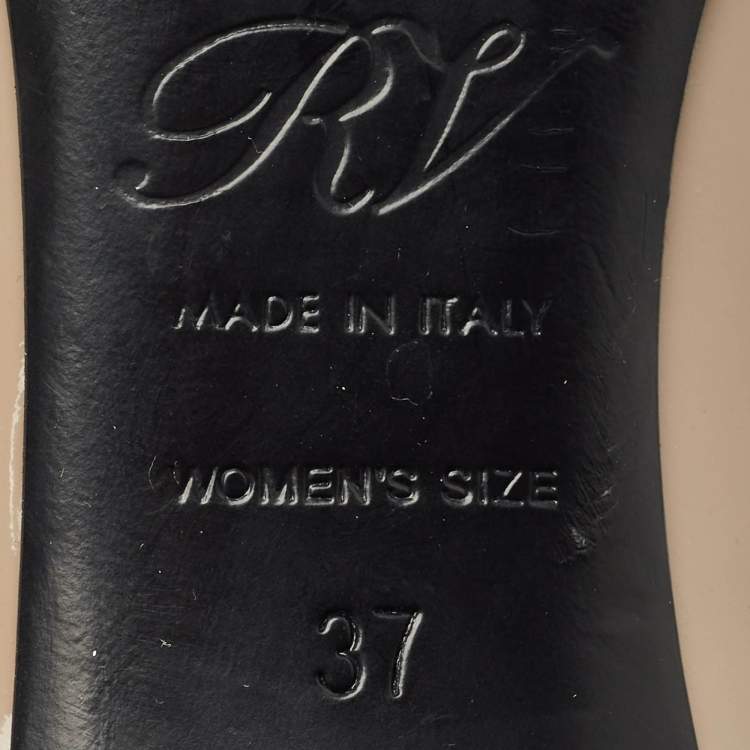 RV
MADE IN ITALY
WOMEN'S SIZE
37